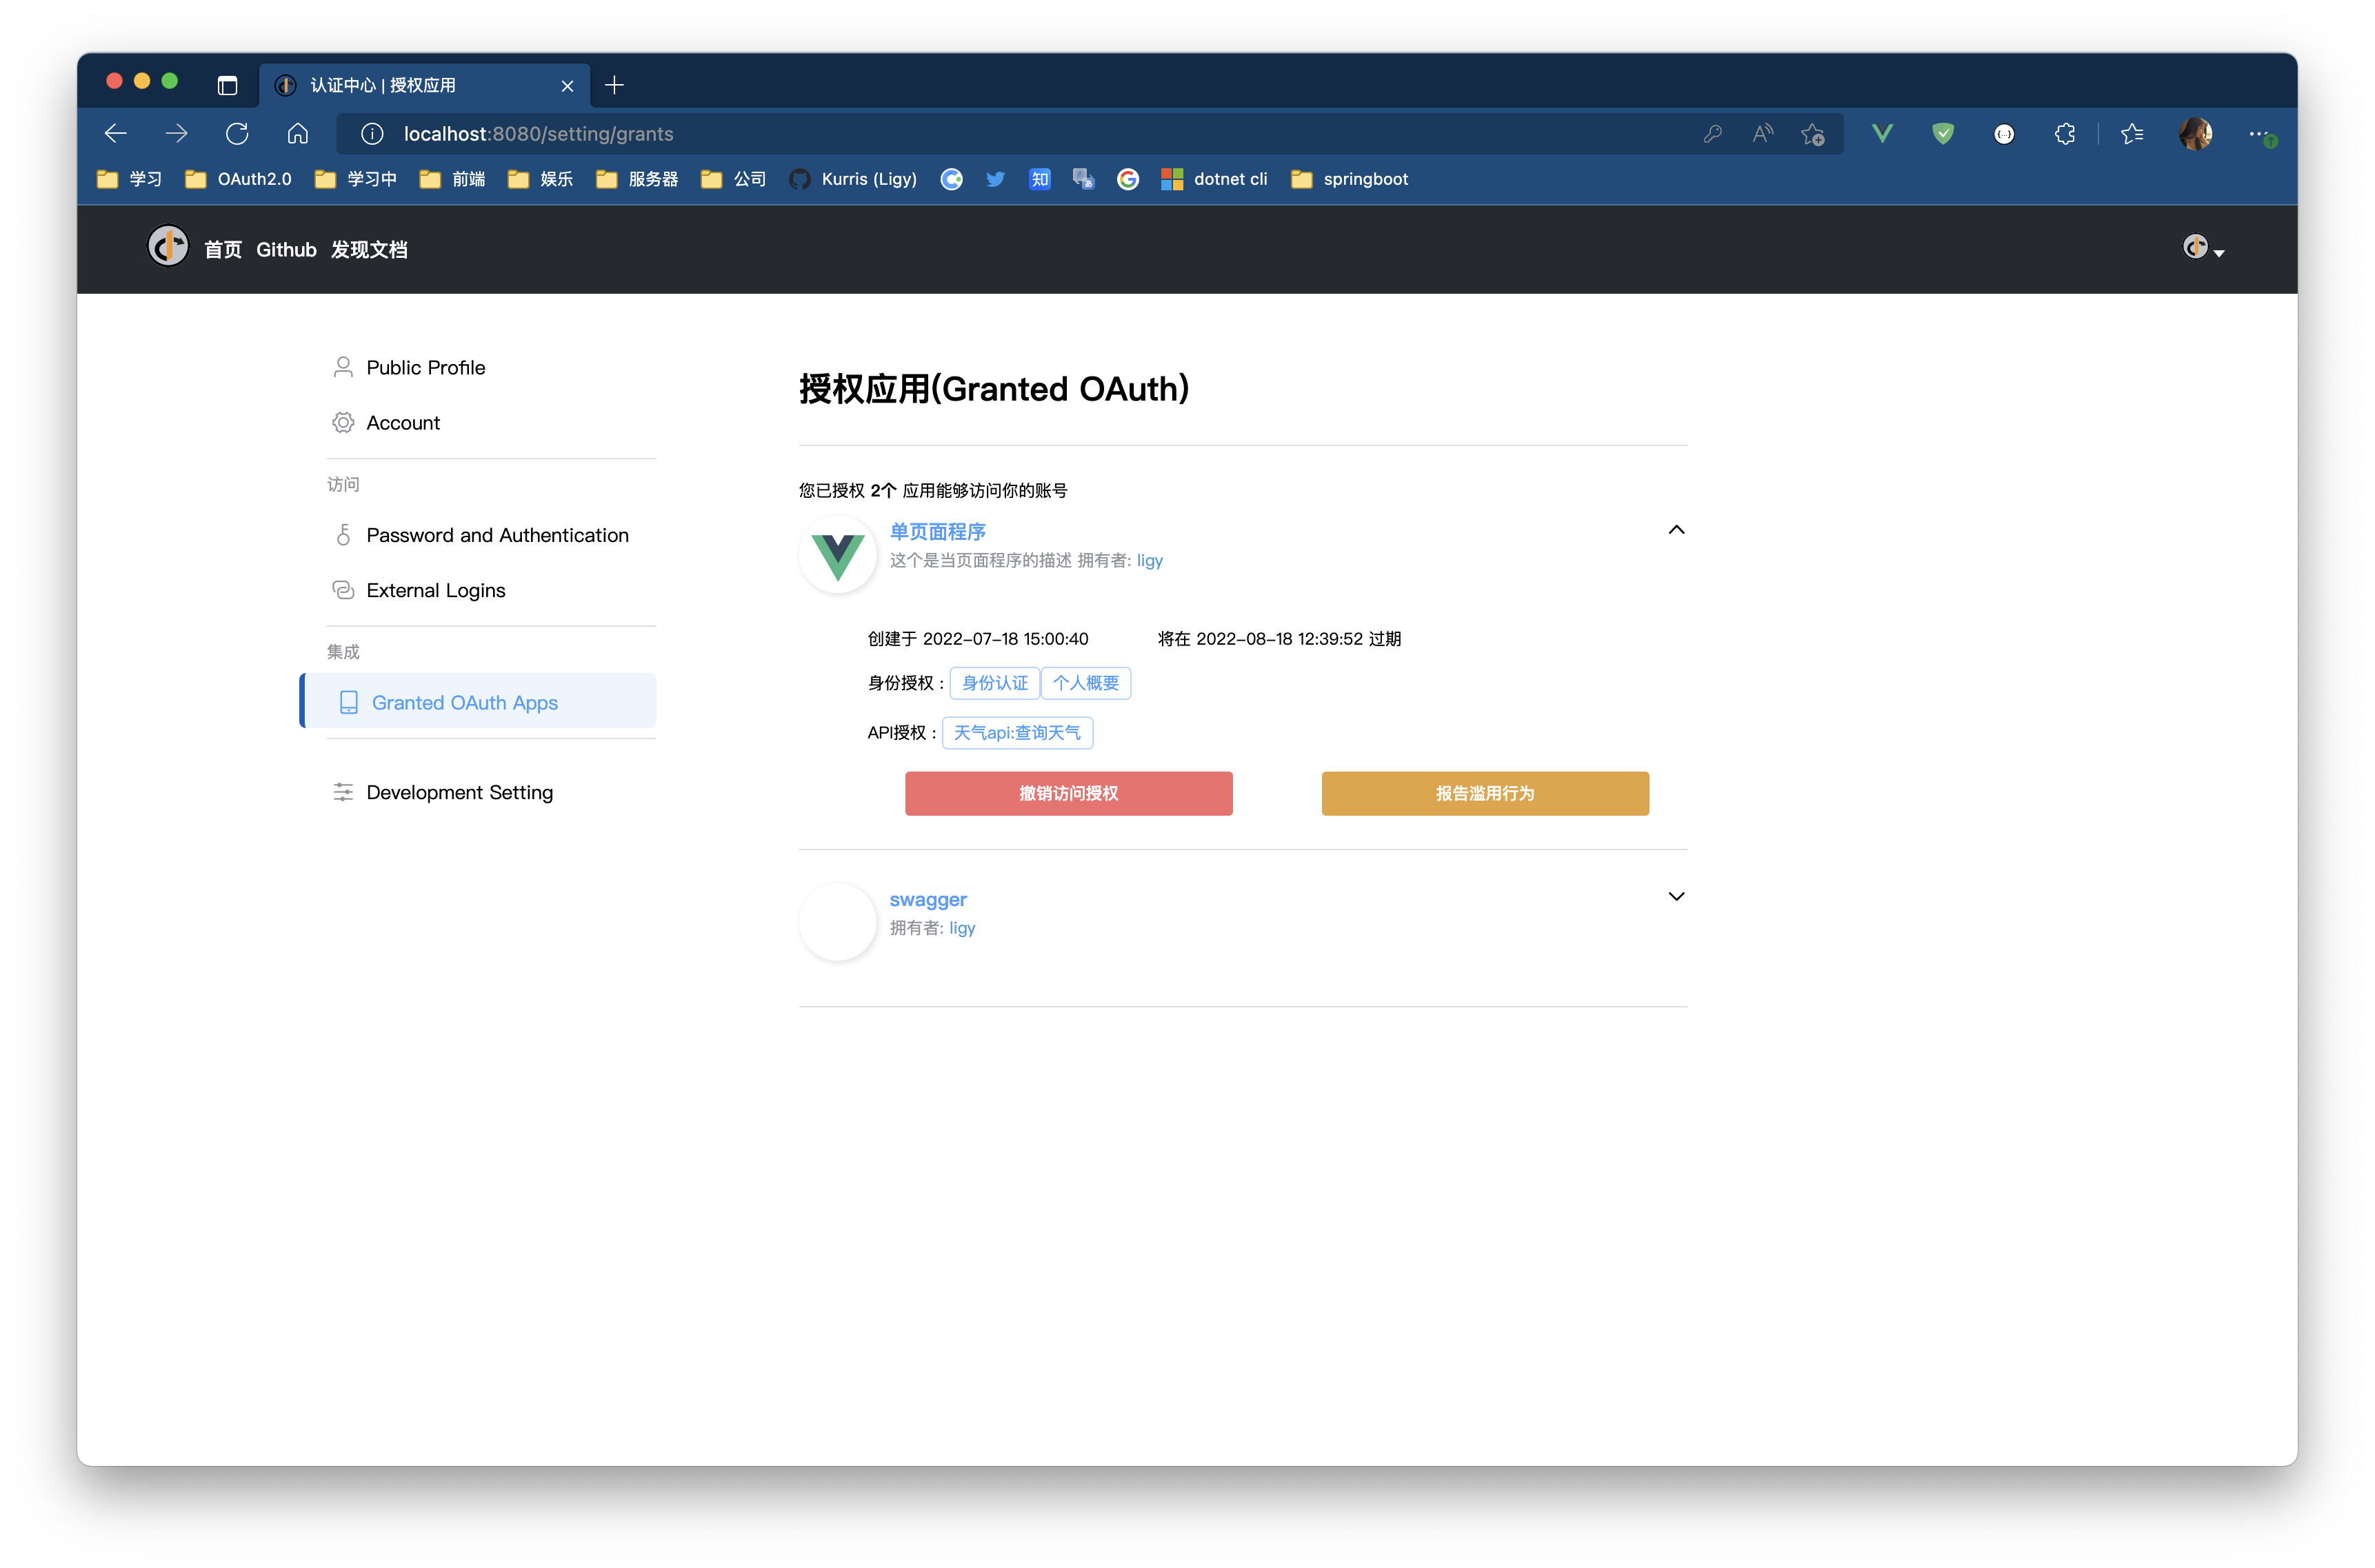 认证中心 | 授权应用
localhost:8080/setting/grants
学习 OAuth2.0 学习中 前端 娱乐 服务器 公司 Kurris (Ligy) 知 dotnet cli springboot
首页 Github 发现文档
Public Profile
Account
访问
Password and Authentication
External Logins
集成
Granted OAuth Apps
Development Setting
授权应用(Granted OAuth)
您已授权 2个 应用能够访问你的账号
单页面程序
这个是当页面程序的描述 拥有者: ligy
创建于 2022-07-18 15:00:40 将在 2022-08-18 12:39:52 过期
身份授权 : 身份认证 个人概要
API授权 : 天气api:查询天气
撤销访问授权 报告滥用行为
swagger
拥有者: ligy